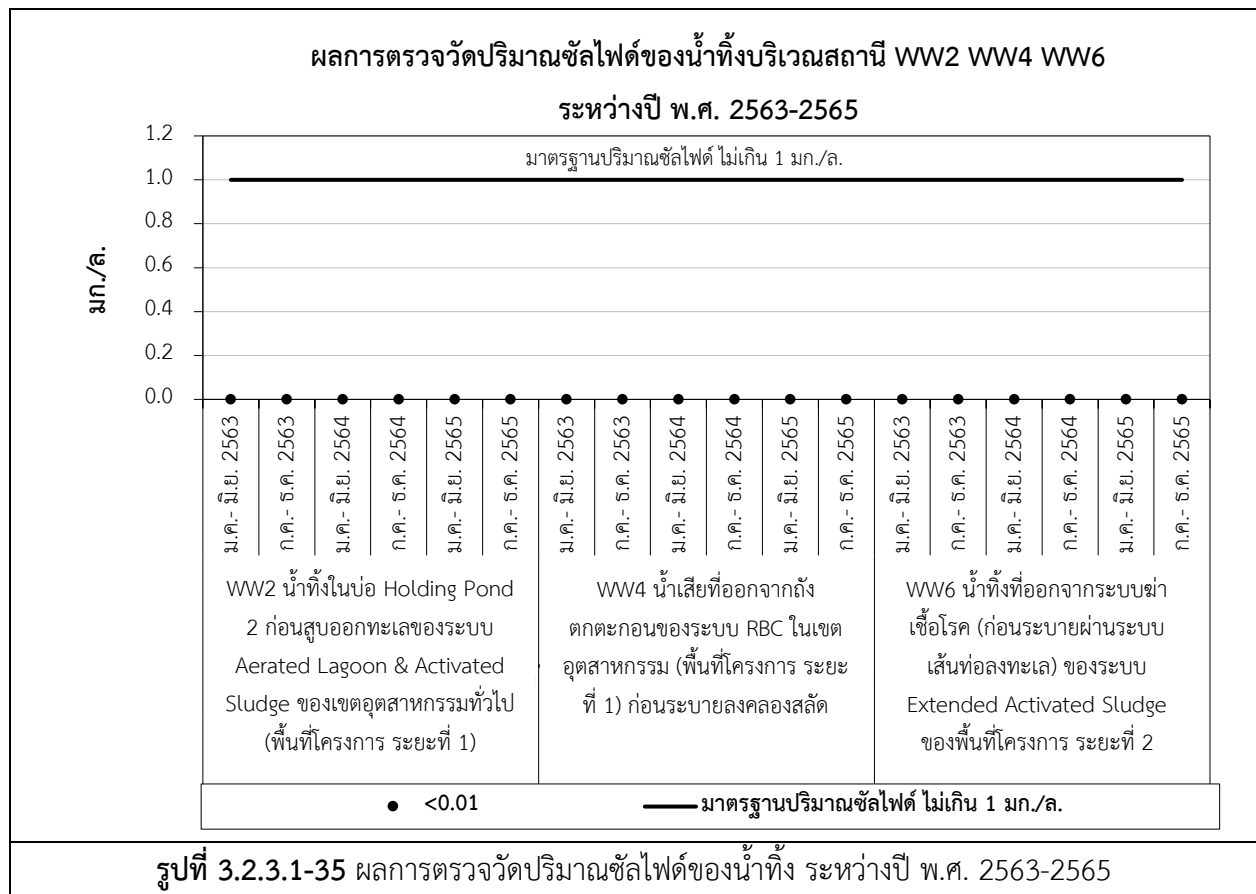 ผลการตรวจวัดปริมาณซัลไฟด์ของน้ำทิ้งบริเวณสถานี WW2 WW4 WW6
ระหว่างปี พ.ศ. 2563-2565
มาตรฐานปริมาณซัลไฟด์ ไม่เกิน 1 มก./ล.
มก./ล.
1.2
1.0
0.8
0.6
0.4
0.2
0.0
ม.ค.- มิ.ย. 2563
ก.ค.- ธ.ค. 2563
ม.ค.- มิ.ย. 2564
ก.ค.- ธ.ค. 2564
ม.ค.- มิ.ย. 2565
ก.ค.- ธ.ค. 2565
ม.ค.- มิ.ย. 2563
ก.ค.- ธ.ค. 2563
ม.ค.- มิ.ย. 2564
ก.ค.- ธ.ค. 2564
ม.ค.- มิ.ย. 2565
ก.ค.- ธ.ค. 2565
ม.ค.- มิ.ย. 2563
ก.ค.- ธ.ค. 2563
ม.ค.- มิ.ย. 2564
ก.ค.- ธ.ค. 2564
ม.ค.- มิ.ย. 2565
ก.ค.- ธ.ค. 2565
WW2 น้ำทิ้งในบ่อ Holding Pond
2 ก่อนสูบออกทะเลของระบบ
Aerated Lagoon & Activated
Sludge ของเขตอุตสาหกรรมทั่วไป
(พื้นที่โครงการ ระยะที่ 1)
WW4 น้ำเสียที่ออกจากถัง
ตกตะกอนของระบบ RBC ในเขต
อุตสาหกรรม (พื้นที่โครงการ ระยะ
ที่ 1) ก่อนระบายลงคลองสลัด
WW6 น้ำทิ้งที่ออกจากระบบฆ่า
เชื้อโรค (ก่อนระบายผ่านระบบ
เส้นท่อลงทะเล) ของระบบ
Extended Activated Sludge
ของพื้นที่โครงการ ระยะที่ 2
<0.01
มาตรฐานปริมาณซัลไฟด์ ไม่เกิน 1 มก./ล.
รูปที่ 3.2.3.1-35 ผลการตรวจวัดปริมาณซัลไฟด์ของน้ำทิ้ง ระหว่างปี พ.ศ. 2563-2565